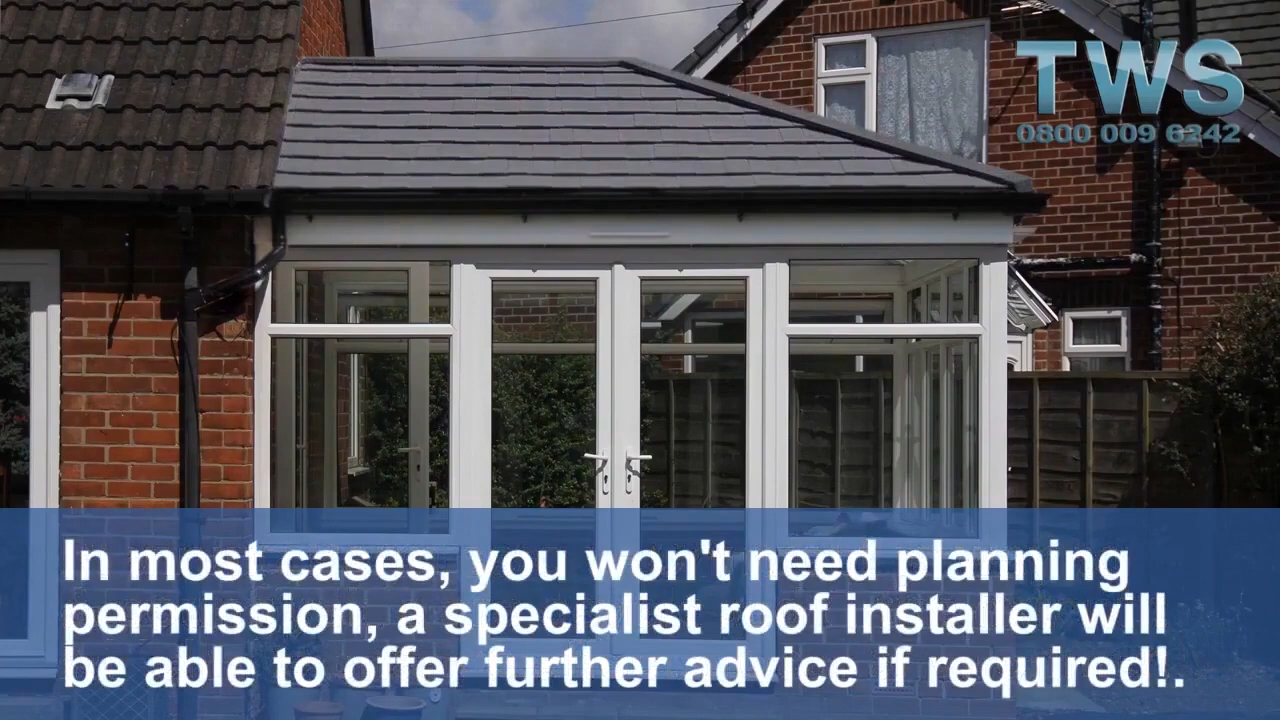 TWS
0800 009 6242
In most cases, you won't need planning
permission, a specialist roof installer will
be able to offer further advice if required!.